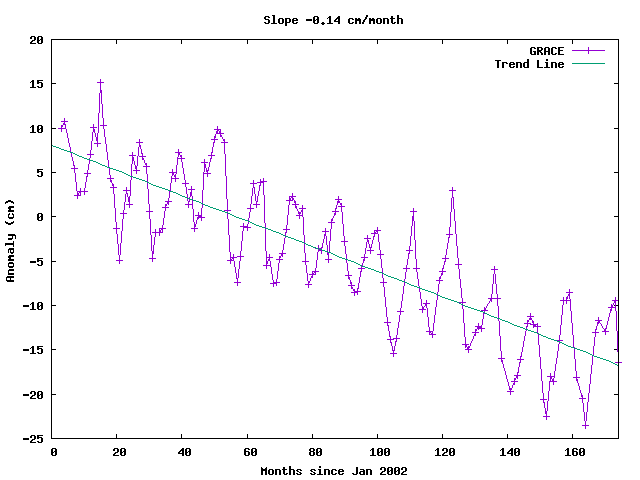 Slope -0.14 cm/month
GRACE
Trend Line
20
15
10
5
0
-5
-10
-15
-20
-25
Anomaly (cm)
0 20 40 60 80 100 120 140 160
Months since Jan 2002